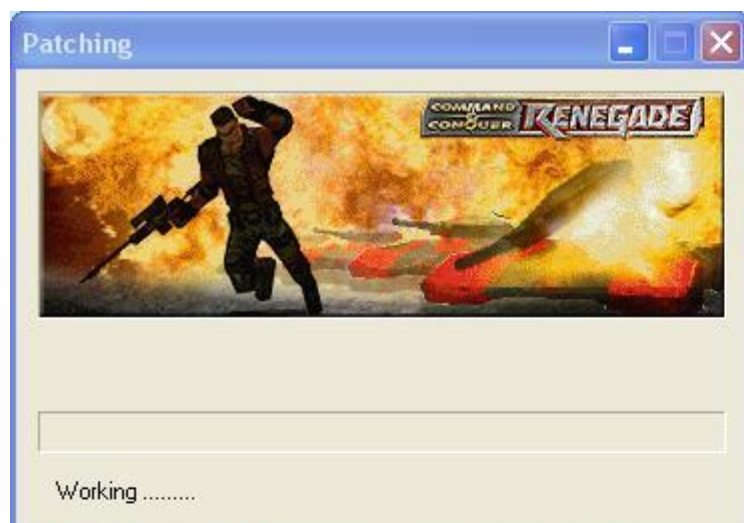 Patching
COMMAND
& CONQUER
RENEGADE
Working .........